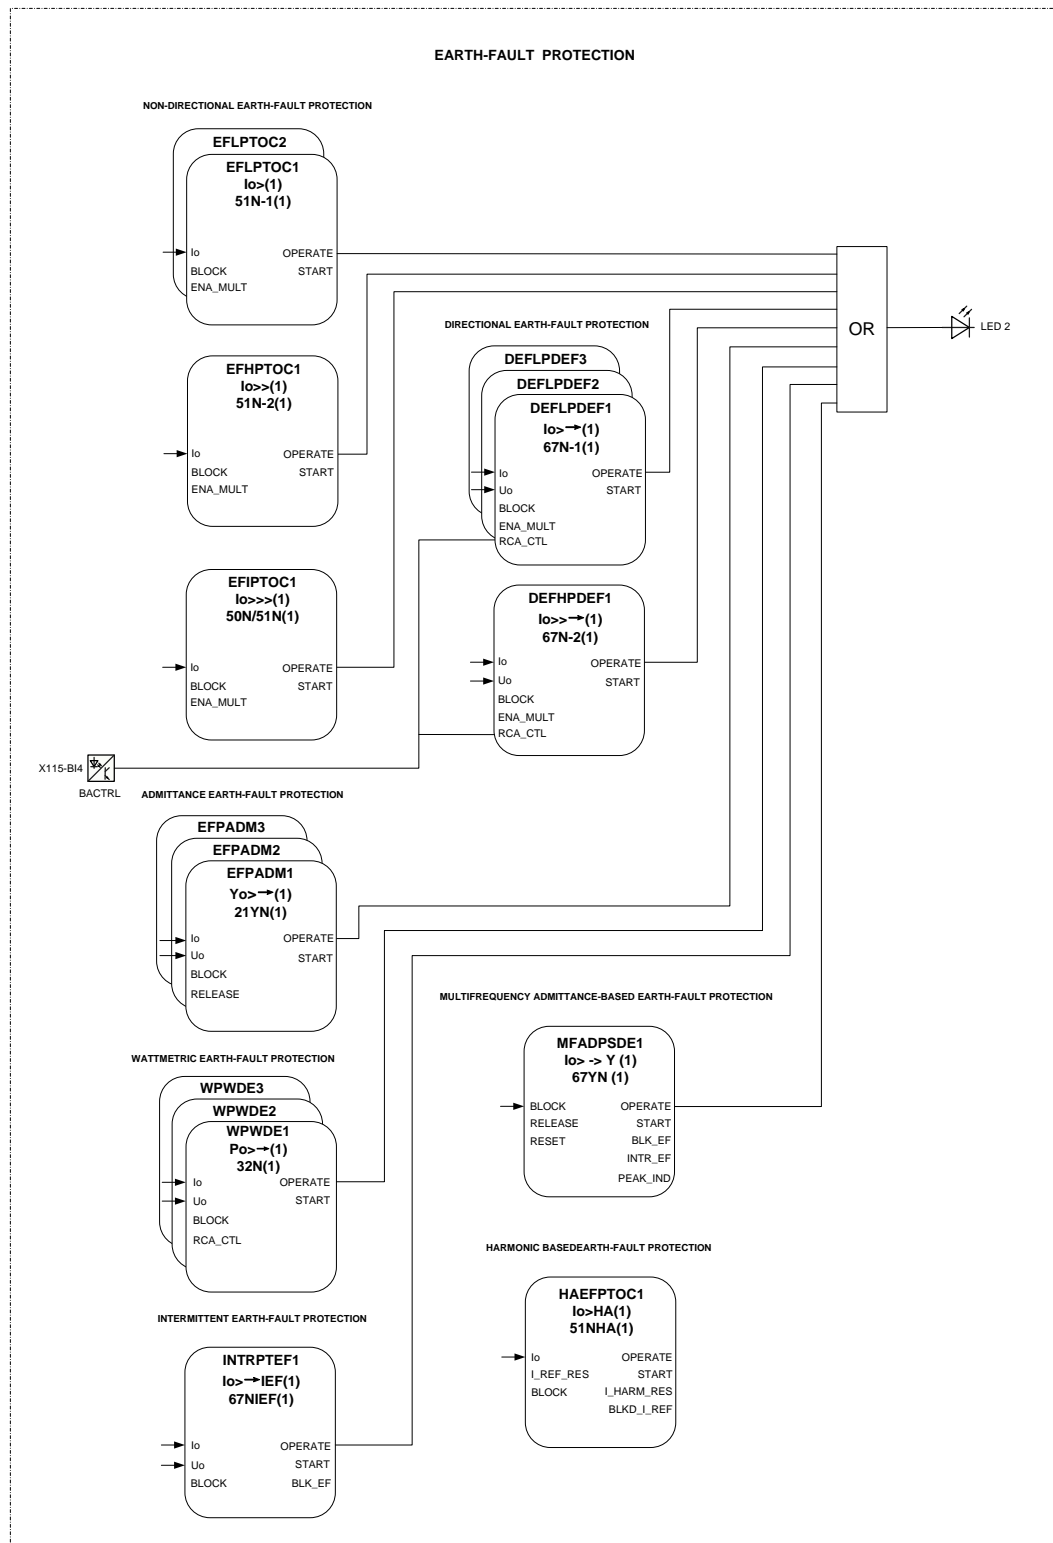 EARTH-FAULT PROTECTION
NON-DIRECTIONAL EARTH-FAULT PROTECTION
EFLPTOC2
EFLPTOC1
Io>(1)
51N-1(1)
Io OPERATE
BLOCK START
ENA_MULT
EFHPTOC1
Io>>(1)
51N-2(1)
Io OPERATE
BLOCK START
ENA_MULT
EFIPTOC1
Io>>>(1)
50N/51N(1)
Io OPERATE
BLOCK START
ENA_MULT
DIRECTIONAL EARTH-FAULT PROTECTION
DEFLPDEF3
DEFLPDEF2
DEFLPDEF1
Io>→(1)
67N-1(1)
Io OPERATE
Uo START
BLOCK
ENA_MULT
RCA_CTL
DEFHPDEF1
Io>>→(1)
67N-2(1)
Io OPERATE
Uo START
BLOCK
ENA_MULT
RCA_CTL
OR
LED 2
X115-BI4
BACTRL
ADMITTANCE EARTH-FAULT PROTECTION
EFPADM3
EFPADM2
EFPADM1
Yo>→(1)
21YN(1)
Io OPERATE
Uo START
BLOCK
RELEASE
WATTMETRIC EARTH-FAULT PROTECTION
WPWDE3
WPWDE2
WPWDE1
Po>→(1)
32N(1)
Io OPERATE
Uo START
BLOCK
RCA_CTL
INTERMITTENT EARTH-FAULT PROTECTION
INTRPTEF1
Io>→IEF(1)
67NIEF(1)
Io OPERATE
Uo START
BLOCK BLK_EF
MULTIFREQUENCY ADMITTANCE-BASED EARTH-FAULT PROTECTION
MFADPSDE1
Io> -> Y (1)
67YN (1)
BLOCK OPERATE
RELEASE START
RESET BLK_EF
INTR_EF
PEAK_IND
HARMONIC BASEDEARTH-FAULT PROTECTION
HAEFPTOC1
Io>HA(1)
51NHA(1)
Io OPERATE
I_REF_RES START
BLOCK I_HARM_RES
BLKD_I_REF